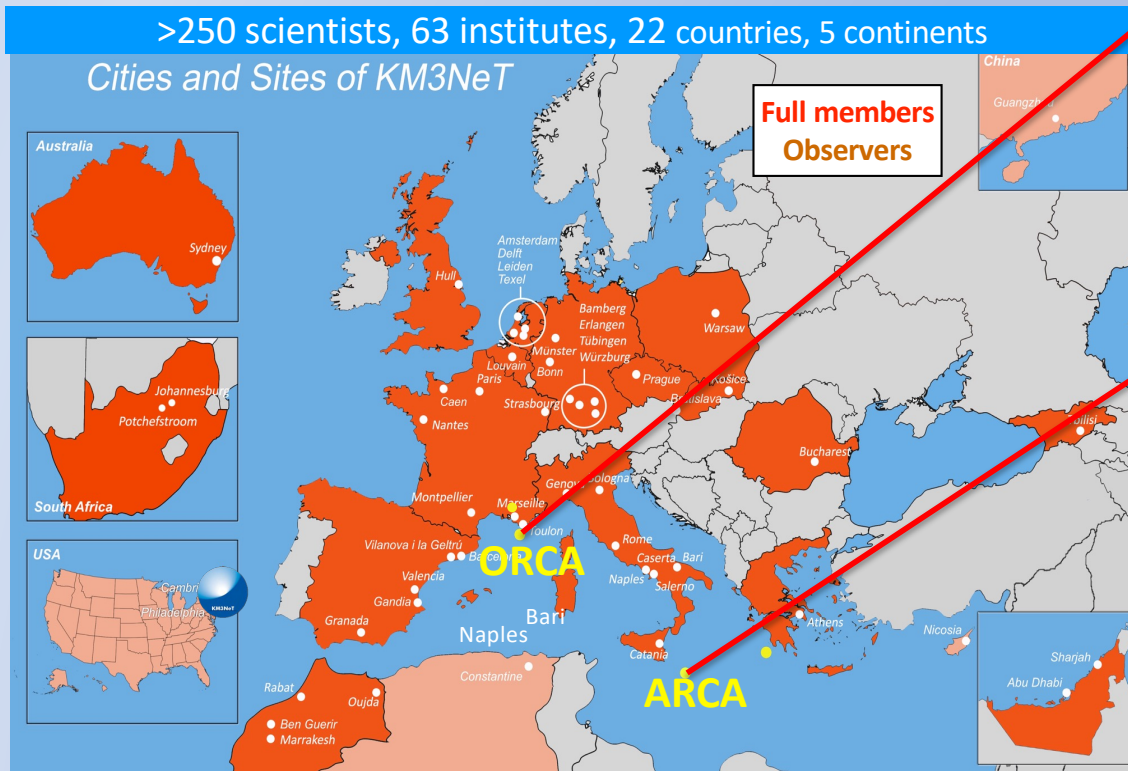 >250 scientists, 63 institutes, 22 countries, 5 continents
Cities and Sites of KM3NeT
China
Guangzhou
Full members
Observers
Australia
Sydney
Amsterdam
Delft
Leiden
Texel
Hull
Bamberg
Erlangen
Tübingen
Würzburg
Warsaw
Münster
Bonn
Louvain
Paris
Prague
Košice
Bratislava
Caen
Strasbourg
Nantes
Johannesburg
Potchefstroom
South Africa
Bucharest
Tbilisi
Genova
Bologna
Montpellier
Marseille
Toulon
ORCA
Vilanova i la Geltrú
Barcelona
Rome
Caserta
Bari
Naples
Salerno
Valencia
Gandia
Granada
Bari
Naples
Athens
Catania
ARCA
Nicosia
USA
Philadelphia
KM3NeT
Constantine
Rabat
Oujda
Ben Guerir
Marrakesh
Sharjah
Abu Dhabi